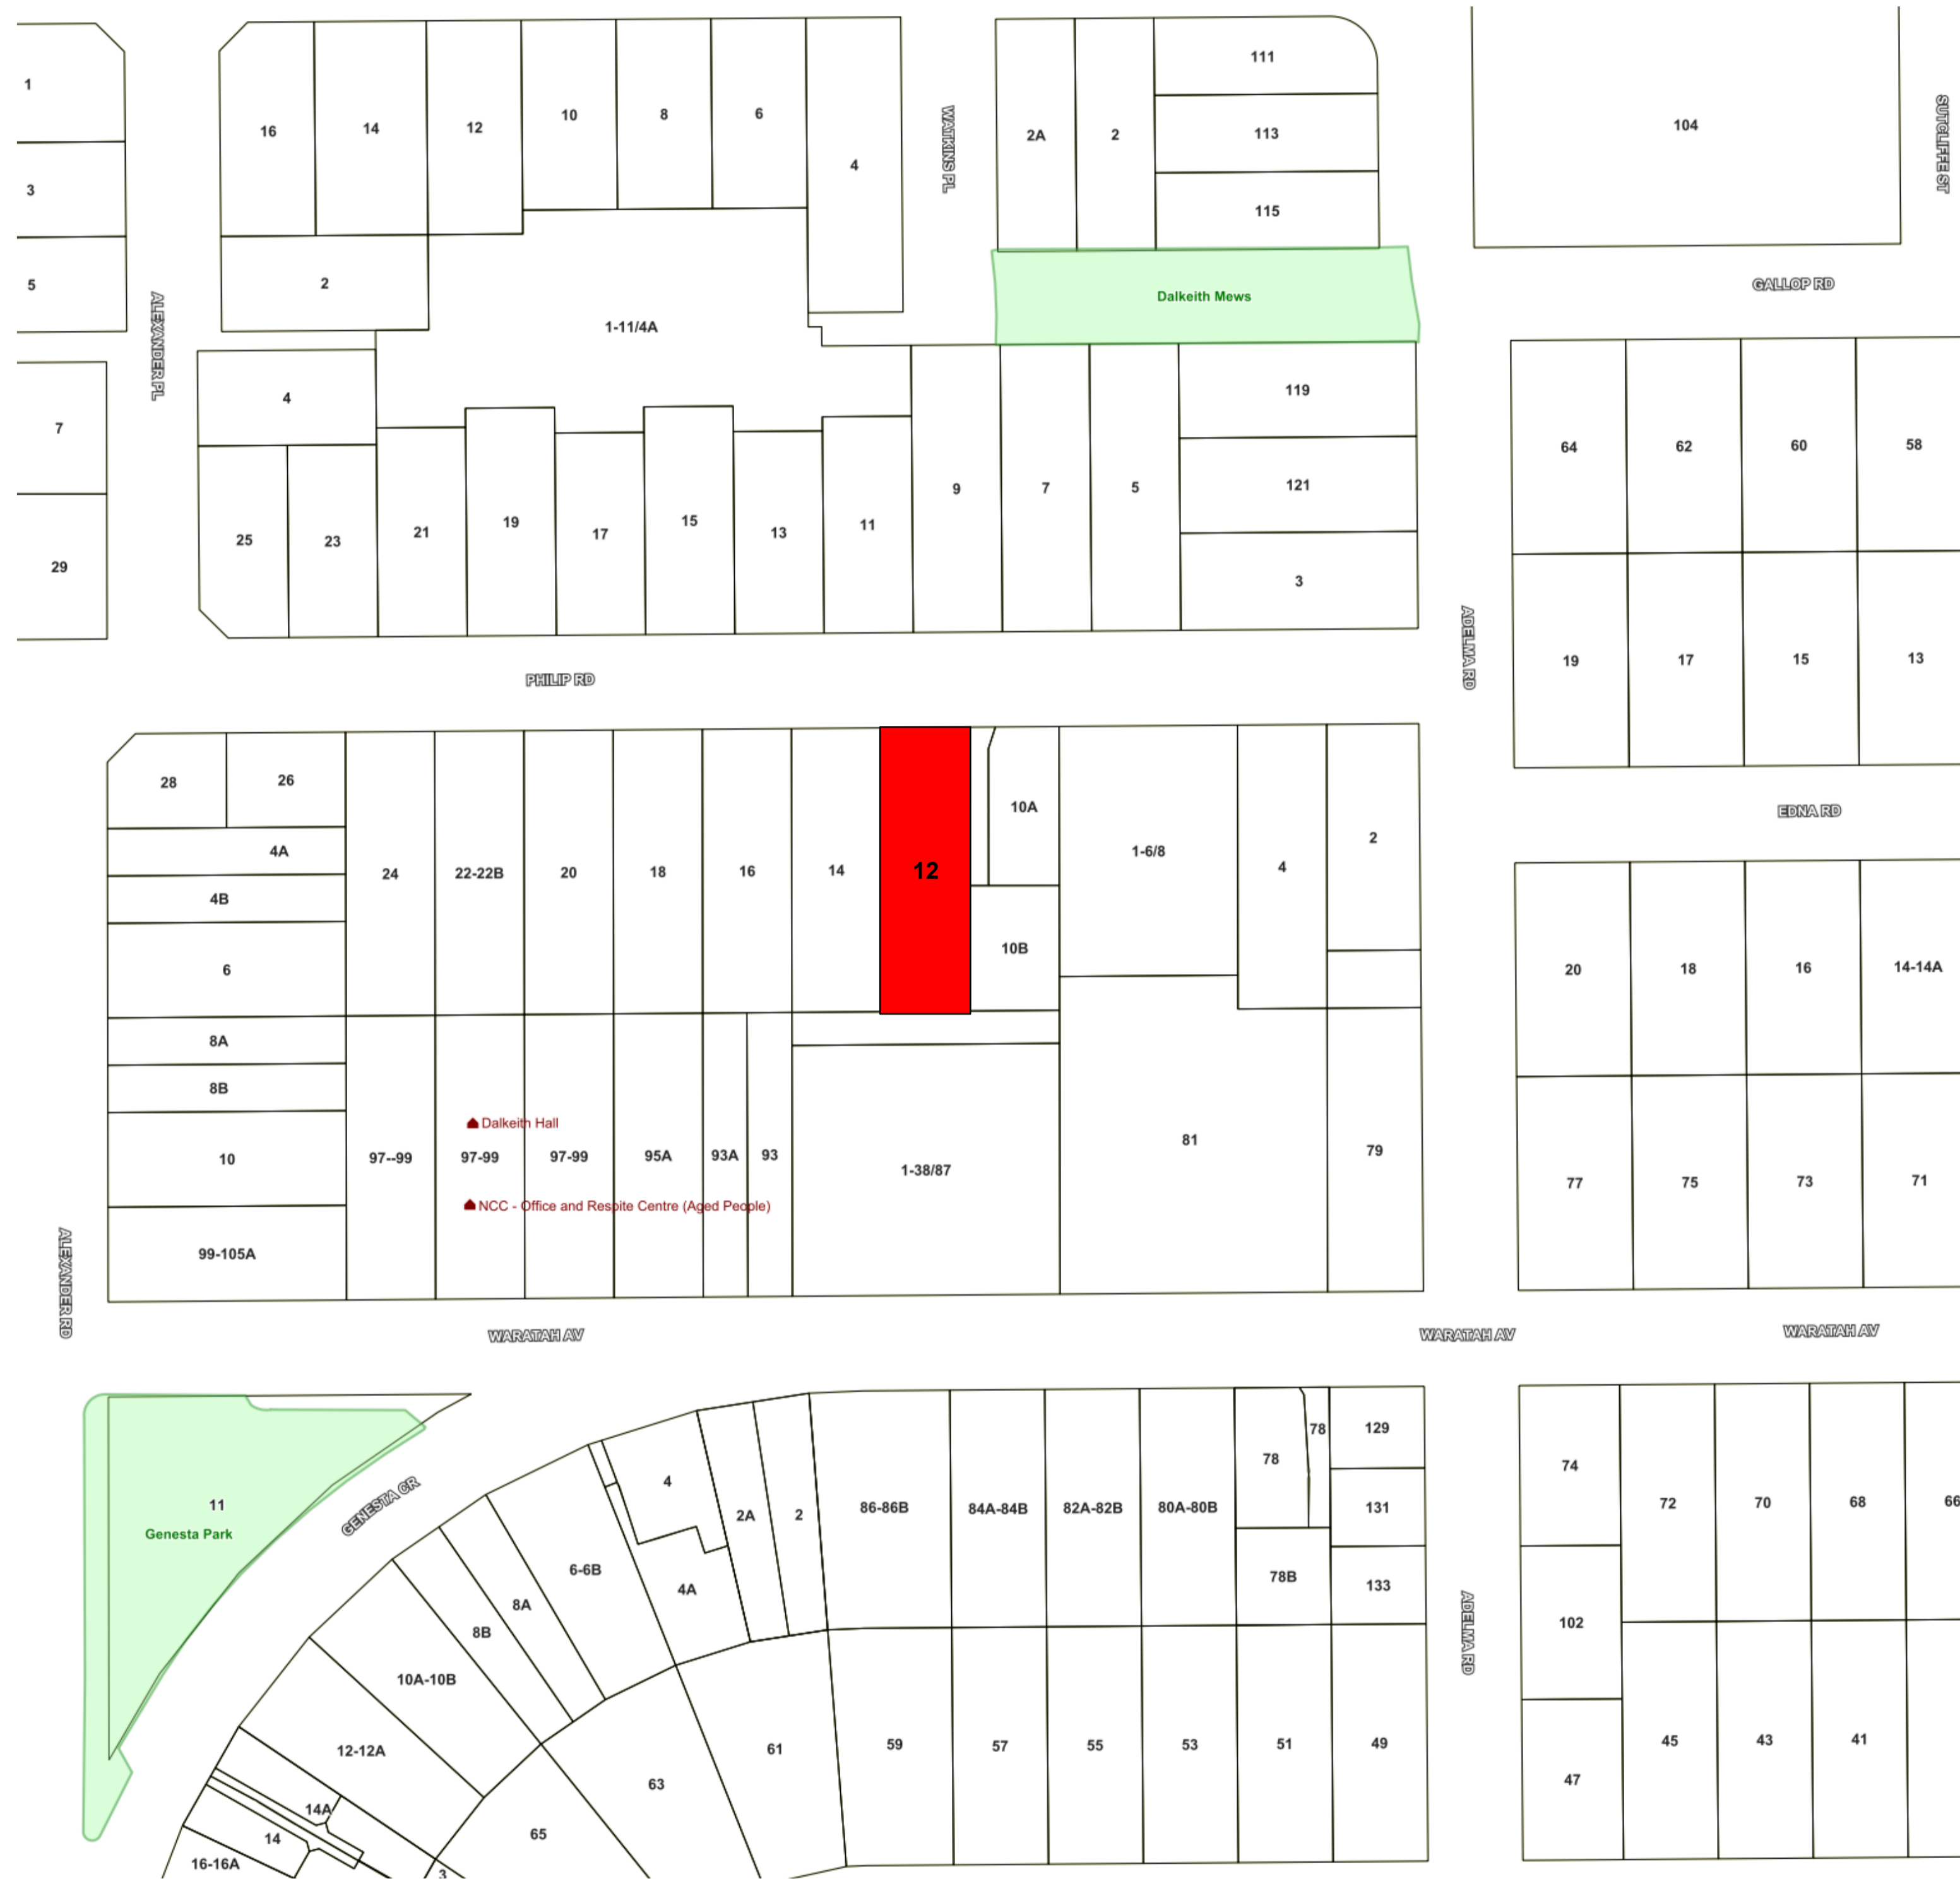 1
16
14
12
10
8
6
4
WATKINS PL
2A
2
111
113
115
104
SUTCLIFFE ST
3
5
2
ALEXANDER PL
1-11/4A
Dalkeith Mews
GALLOP RD
7
29
4
25
23
21
19
17
15
13
11
9
7
5
119
121
3
64
62
60
58
19
17
15
13
PHILIP RD
ADELMA RD
28
26
4A
4B
6
8A
8B
10
99-105A
24
22-22B
20
18
16
14
12
10A
10B
1-6/8
4
2
EDNA RD
20
18
16
14-14A
97--99
97-99
97-99
95A
93A
93
1-38/87
81
79
Dalkeith Hall
NCC - Office and Respite Centre (Aged People)
77
75
73
71
ALEXANDER RD
WARATAH AV
WARATAH AV
WARATAH AV
11
Genesta Park
GENESTA CR
4
2A
2
86-86B
84A-84B
82A-82B
80A-80B
78
78
129
131
133
78B
74
72
70
68
66
6-6B
4A
8A
8B
10A-10B
12-12A
14A
14
16-16A
3
65
63
61
59
57
55
53
51
49
ADELMA RD
102
47
45
43
41